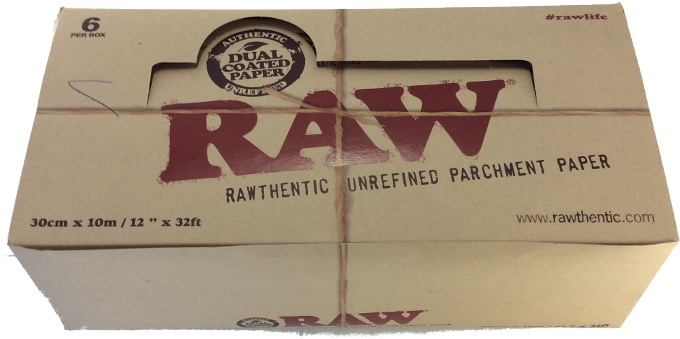 6
PER BOX
#rawlife
AUTHENTIC
DUAL
COATED
PAPER
UNREFINED
RAW®
RAWTHENTIC UNREFINED PARCHMENT PAPER
30cm x 10m / 12 " x 32ft
www.rawthentic.com
RAW